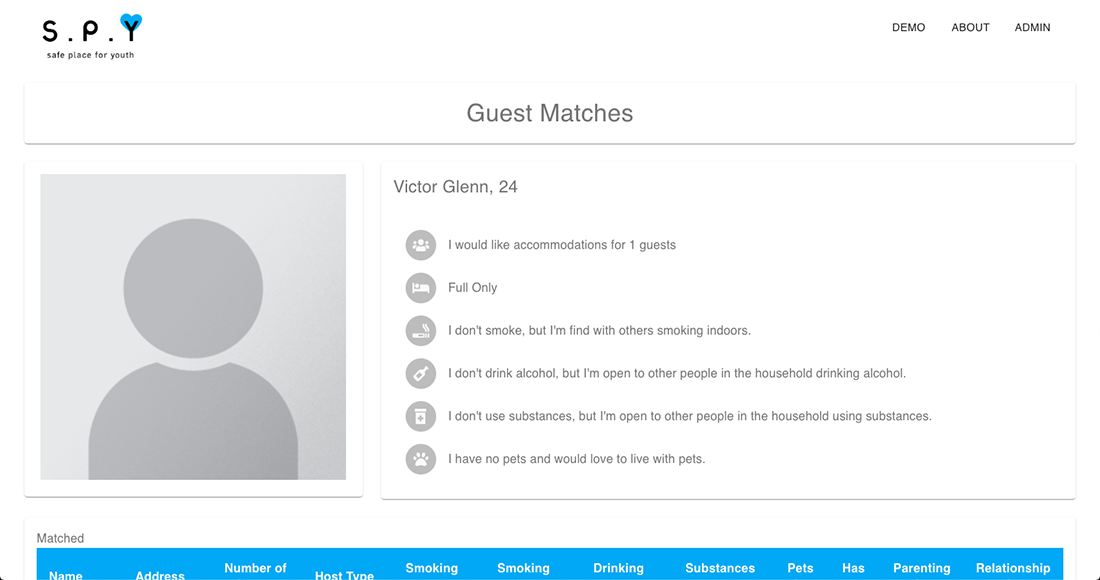 S . P . Y
safe place for youth
DEMO ABOUT ADMIN
Guest Matches
Victor Glenn, 24
I would like accommodations for 1 guests
Full Only
I don't smoke, but I'm find with others smoking indoors.
I don't drink alcohol, but I'm open to other people in the household drinking alcohol.
I don't use substances, but I'm open to other people in the household using substances.
I have no pets and would love to live with pets.
Matched
Name Address Number of Host Type Smoking Smoking Drinking Substances Pets Has Parenting Relationship